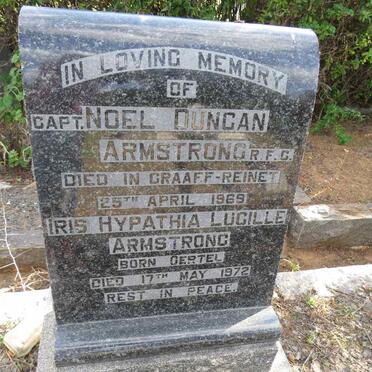 IN LOVING MEMORY
OF
CAPT. NOEL DUNCAN
ARMSTRONG R.F.C.
DIED IN GRAAFF-REINET
25TH APRIL 1969
IRIS HYPATHIA LUCILLE
ARMSTRONG
BORN OERTEL
DIED 17TH MAY 1972
REST IN PEACE.